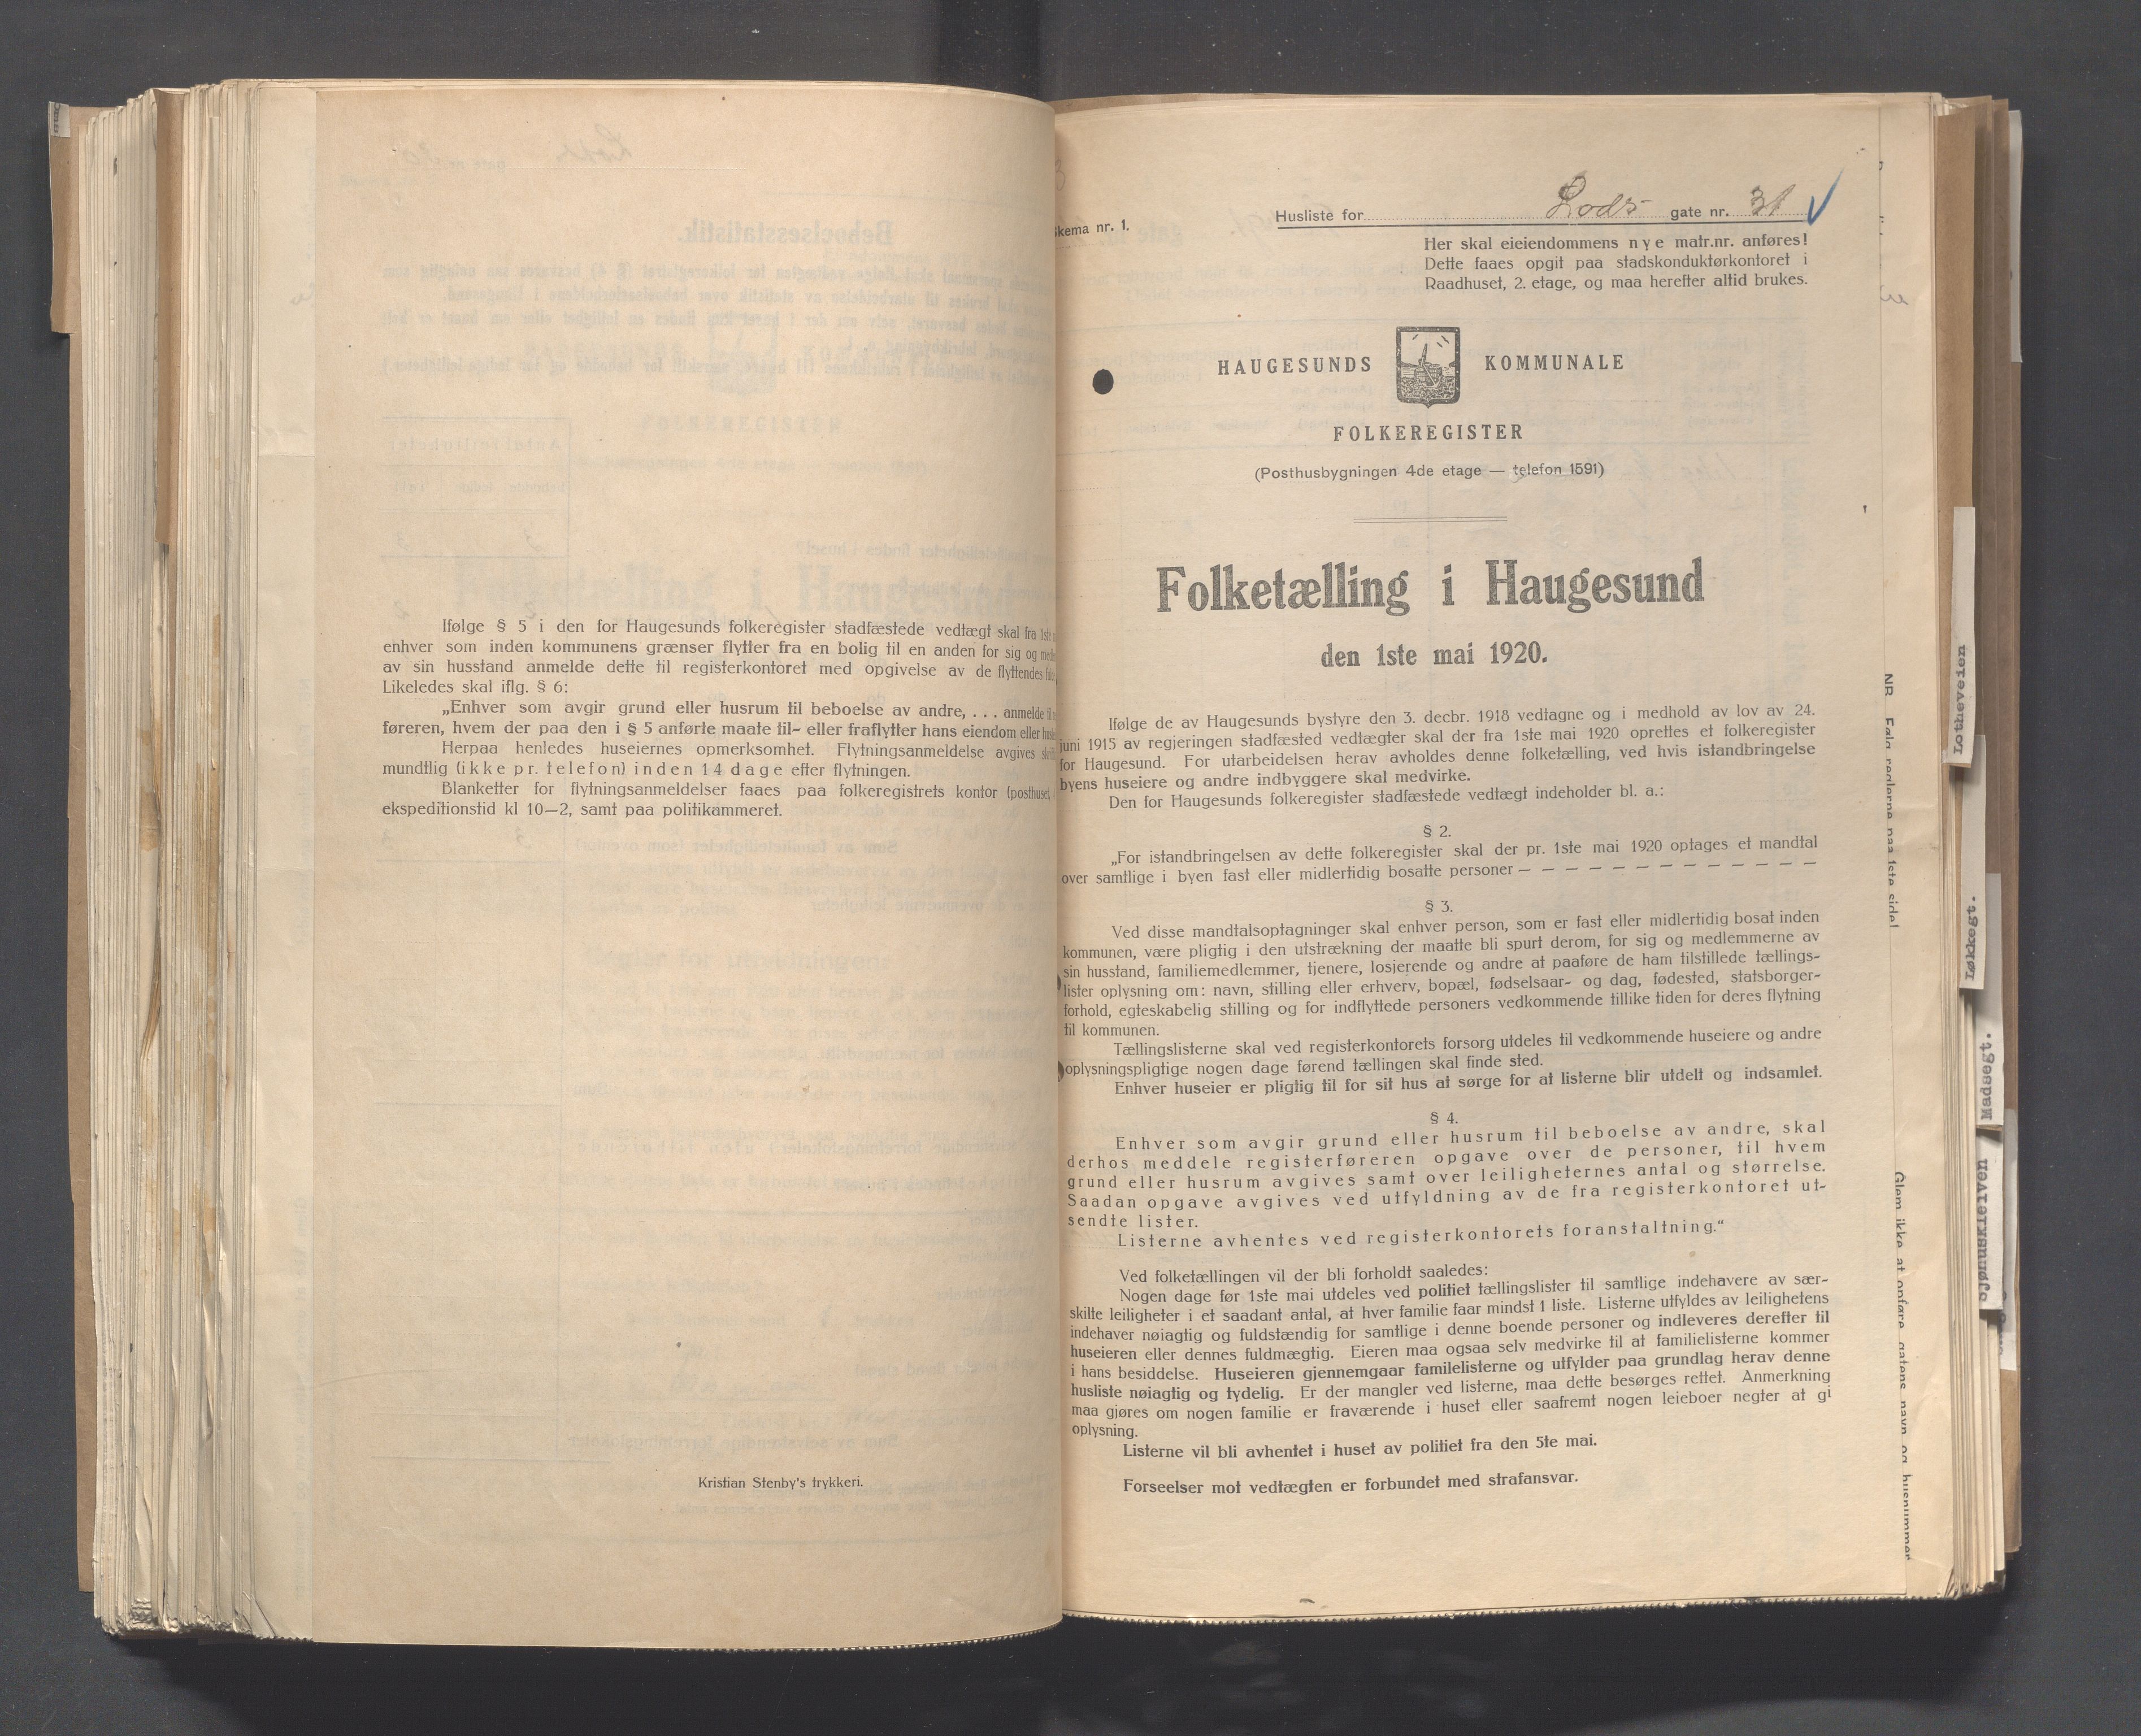 Ifølge § 5 i den for Haugesunds folkeregister stadfæstede vedtægt skal fra 1ste
enhver som inden kommunens grænser flytter fra en bolig til en anden for sig og
av sin husstand anmelde dette til registerkontoret med opgivelse av de flyttendes
Likeledes skal iflg. § 6:
„Enhver som avgir grund eller husrum til beboelse av andre, . . . anmelde
føreren, hvem der paa den i § 5 anførte maate til- eller fraflytter hans eiendom eller
Herpaa henledes huseiernes opmerksomhet. Flytningsanmeldelse avgives
mundtlig (ikke pr. telefon) inden 14 dage efter flytningen.
Blanketter for flytningsanmeldelser faaes paa folkeregistrets kontor (posthuset,
ekspeditionstid kl 10—2, samt paa politikammeret.
Kristian Stenby's trykkeri.
skema nr. 1.
Husliste for Lods gate nr. 31
Her skal eieiendommens nye matr.nr. anføres!
Dette faaes opgit paa stadskonduktørkontoret i
Raadhuset, 2. etage, og maa herefter altid brukes.
HAUGESUNDS KOMMUNALE
FOLKEREGISTER
(Posthusbygningen 4de etage — telefon 1591)
Folketælling i Haugesund
den 1ste mai 1920.
Ifølge de av Haugesunds bystyre den 3. decbr. 1918 vedtagne og i medhold av lov av 24.
juni 1915 av regjeringen stadfæsted vedtægter skal der fra 1ste mai 1920 oprettes et folkeregister
for Haugesund. For utarbeidelsen herav avholdes denne folketælling, ved hvis istandbringelse
byens huseiere og andre indbyggere skal medvirke.
Den for Haugesunds folkeregister stadfæstede vedtægt indeholder bl. a.:
§ 2.
„For istandbringelsen av dette folkeregister skal der pr. 1ste mai 1920 optages et mandtal
over samtlige i byen fast eller midlertidig bosatte personer — — — — — — — — — — — — —
§ 3.
Ved disse mandtalsoptagninger skal enhver person, som er fast eller midlertidig bosat inden
kommunen, være pligtig i den utstrækning der maatte bli spurt derom, for sig og medlemmerne av
sin husstand, familiemedlemmer, tjenere, losjerende og andre at paaføre de ham tilstillede tællings-
lister oplysning om: navn, stilling eller erhverv, bopæl, fødselsaar- og dag, fødested, statsborger-
forhold, egteskabelig stilling og for indflyttede personers vedkommende tillike tiden for deres flytning
til kommunen.
Tællingslisterne skal ved registerkontorets forsorg utdeles til vedkommende huseiere og andre
oplysningspligtige nogen dage førend tællingen skal finde sted.
Enhver huseier er pligtig til for sit hus at sørge for at listerne blir utdelt og indsamlet.
§ 4.
Enhver som avgir grund eller husrum til beboelse av andre, skal
derhos meddele registerføreren opgave over de personer, til hvem
grund eller husrum avgives samt over leilighetenes antal og størrelse.
Saadan opgave avgives ved utfyldning av de fra registerkontoret ut-
sendte lister.
Listerne avhentes ved registerkontorets foranstaltning.“
Ved folketællingen vil der bli forholdt saaledes:
Nogen dage før 1ste mai utdeles ved politiet tællingslister til samtlige indehavere av sær-
skilte leiligheter i et saadant antal, at hver familie faar mindst 1 liste. Listerne utfyldes av leilighetens
indehaver nøiagtig og fuldstændig for samtlige i denne boende personer og indleveres derefter til
huseieren eller dennes fuldmægtig. Eieren maa ogsaa selv medvirke til at familielisterne kommer
i hans besiddelse. Huseieren gjennemgaar familelisterne og utfylder paa grundlag herav denne
husliste nøiagtig og tydelig. Er der mangler ved listerne, maa dette besørges rettet. Anmerkning
maa gjøres om nogen familie er fraværende i huset eller saafremt nogen leieboer negter at gi
oplysning.
Listerne vil bli avhentet i huset av politiet fra den 5te mai.
Forseelser mot vedtægten er forbundet med strafansvar.
NB. Følg reglerne paa 1ste side!
Glem ikke at opføre gatens navn og husnummer
Lotheveien
Løkkegt.
Madsegt.